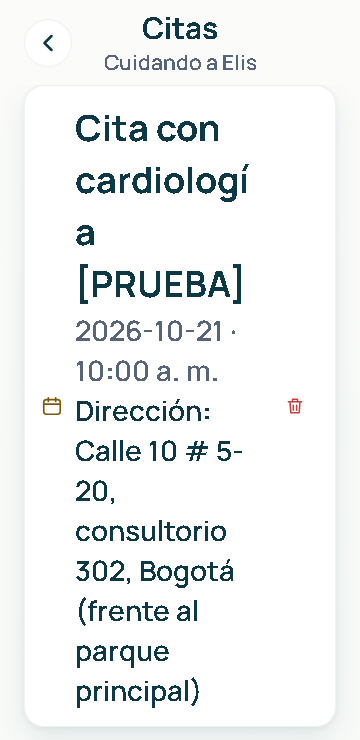 Citas
Cuidando a Elis
Cita con
cardiologí
a
[PRUEBA]
2026-10-21 ·
10:00 a. m.
Dirección:
Calle 10 # 5-
20,
consultorio
302, Bogotá
(frente al
parque
principal)